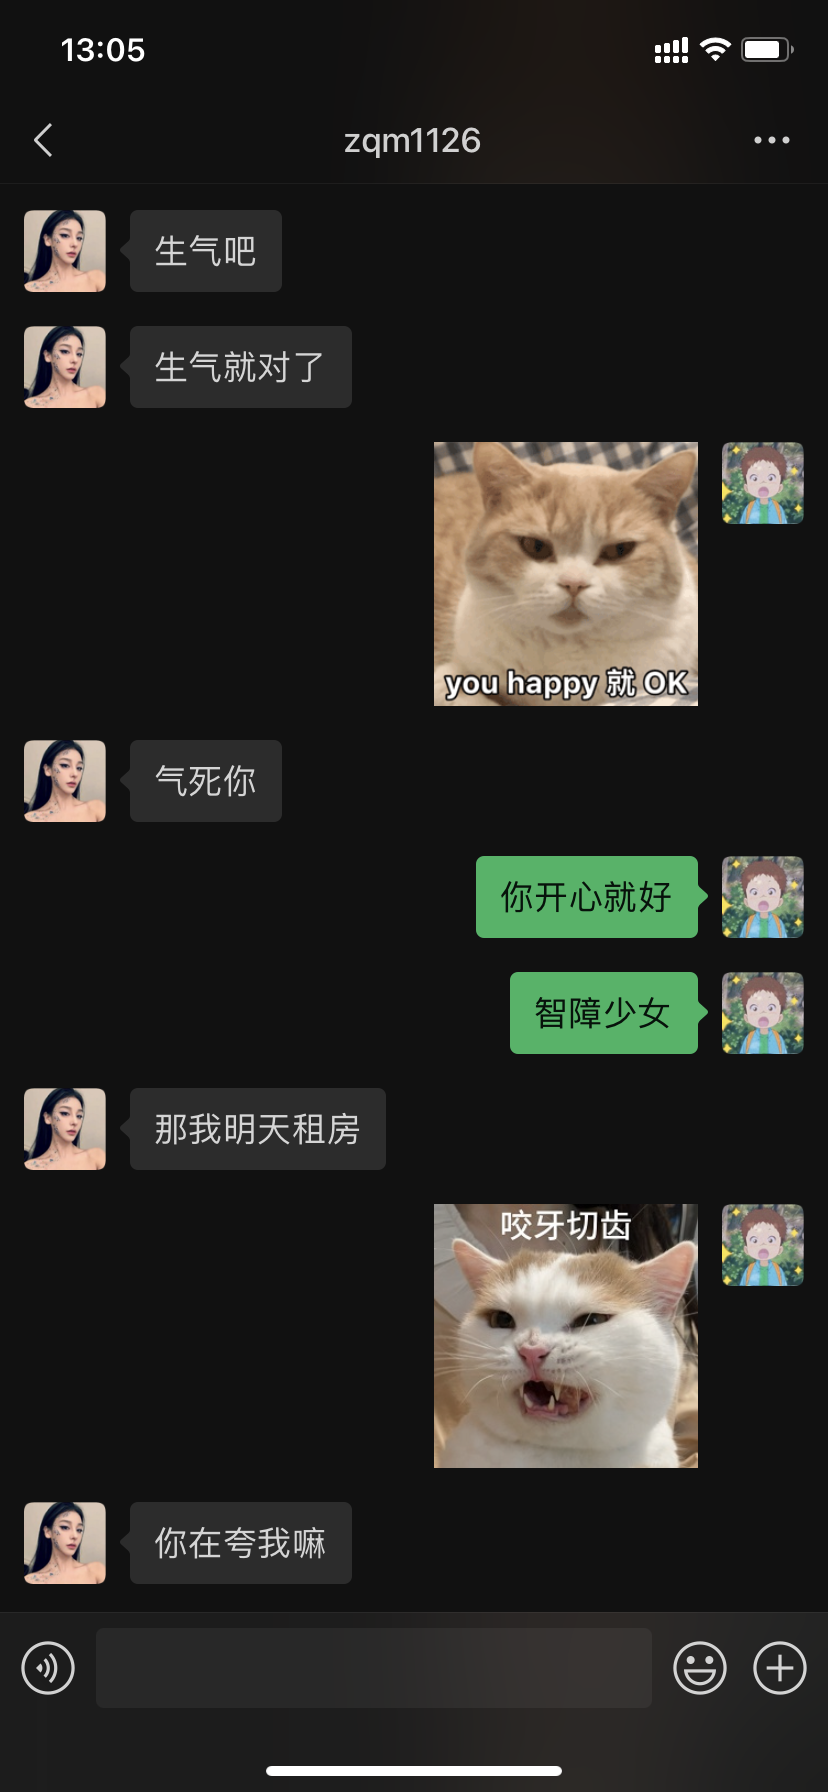 13:05
zqm1126
生气吧
生气就对了
you happy 就 OK
气死你
你开心就好
智障少女
那我明天租房
咬牙切齿
你在夸我嘛